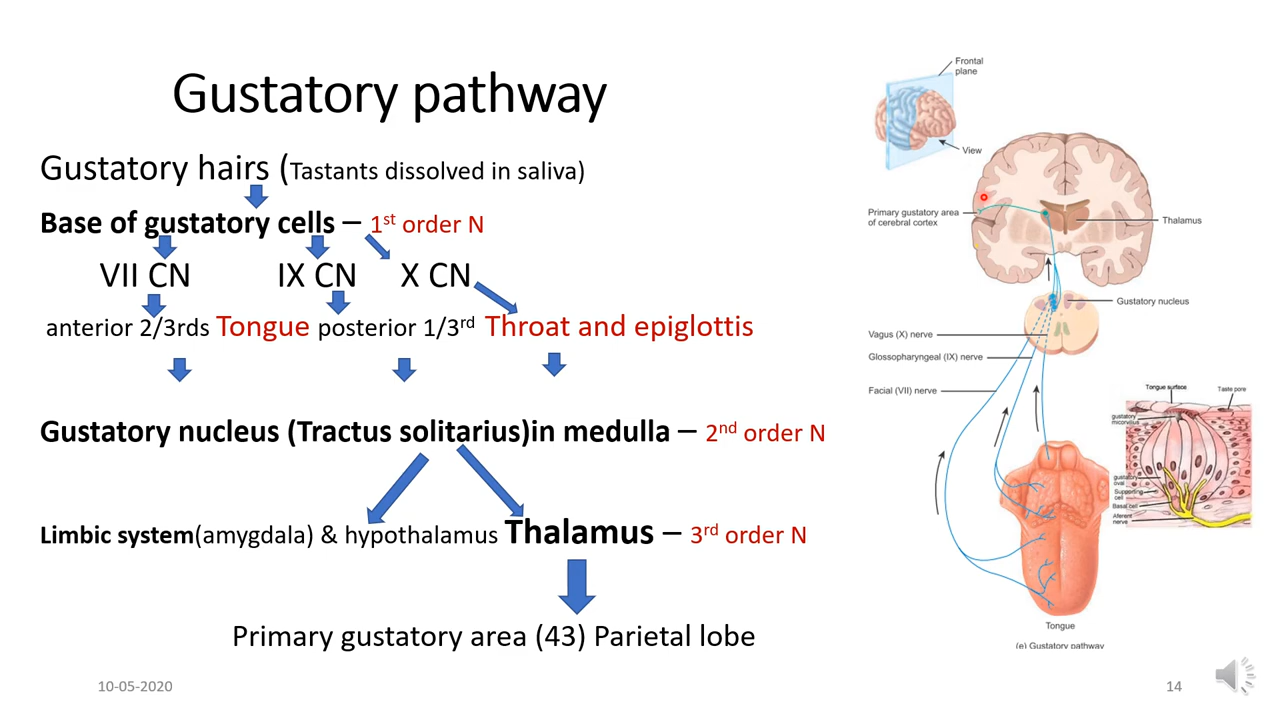 Gustatory pathway
Gustatory hairs (Tastants dissolved in saliva)
Base of gustatory cells – 1st order N
VII CN IX CN X CN
anterior 2/3rds Tongue posterior 1/3rd Throat and epiglottis
Gustatory nucleus (Tractus solitarius)in medulla – 2nd order N
Limbic system(amygdala) & hypothalamus Thalamus – 3rd order N
Primary gustatory area (43) Parietal lobe
Frontal
plane
View
Primary gustatory area
of cerebral cortex
Thalamus
Gustatory nucleus
Vagus (X) nerve
Glossopharyngeal (IX) nerve
Facial (VII) nerve
Tongue surface
Taste pore
gustatory
microvillus
gustatory
Supporting
cell
Basal cell
Aferent
nerve
Tongue
(e) Gustatory pathway
10-05-2020
14